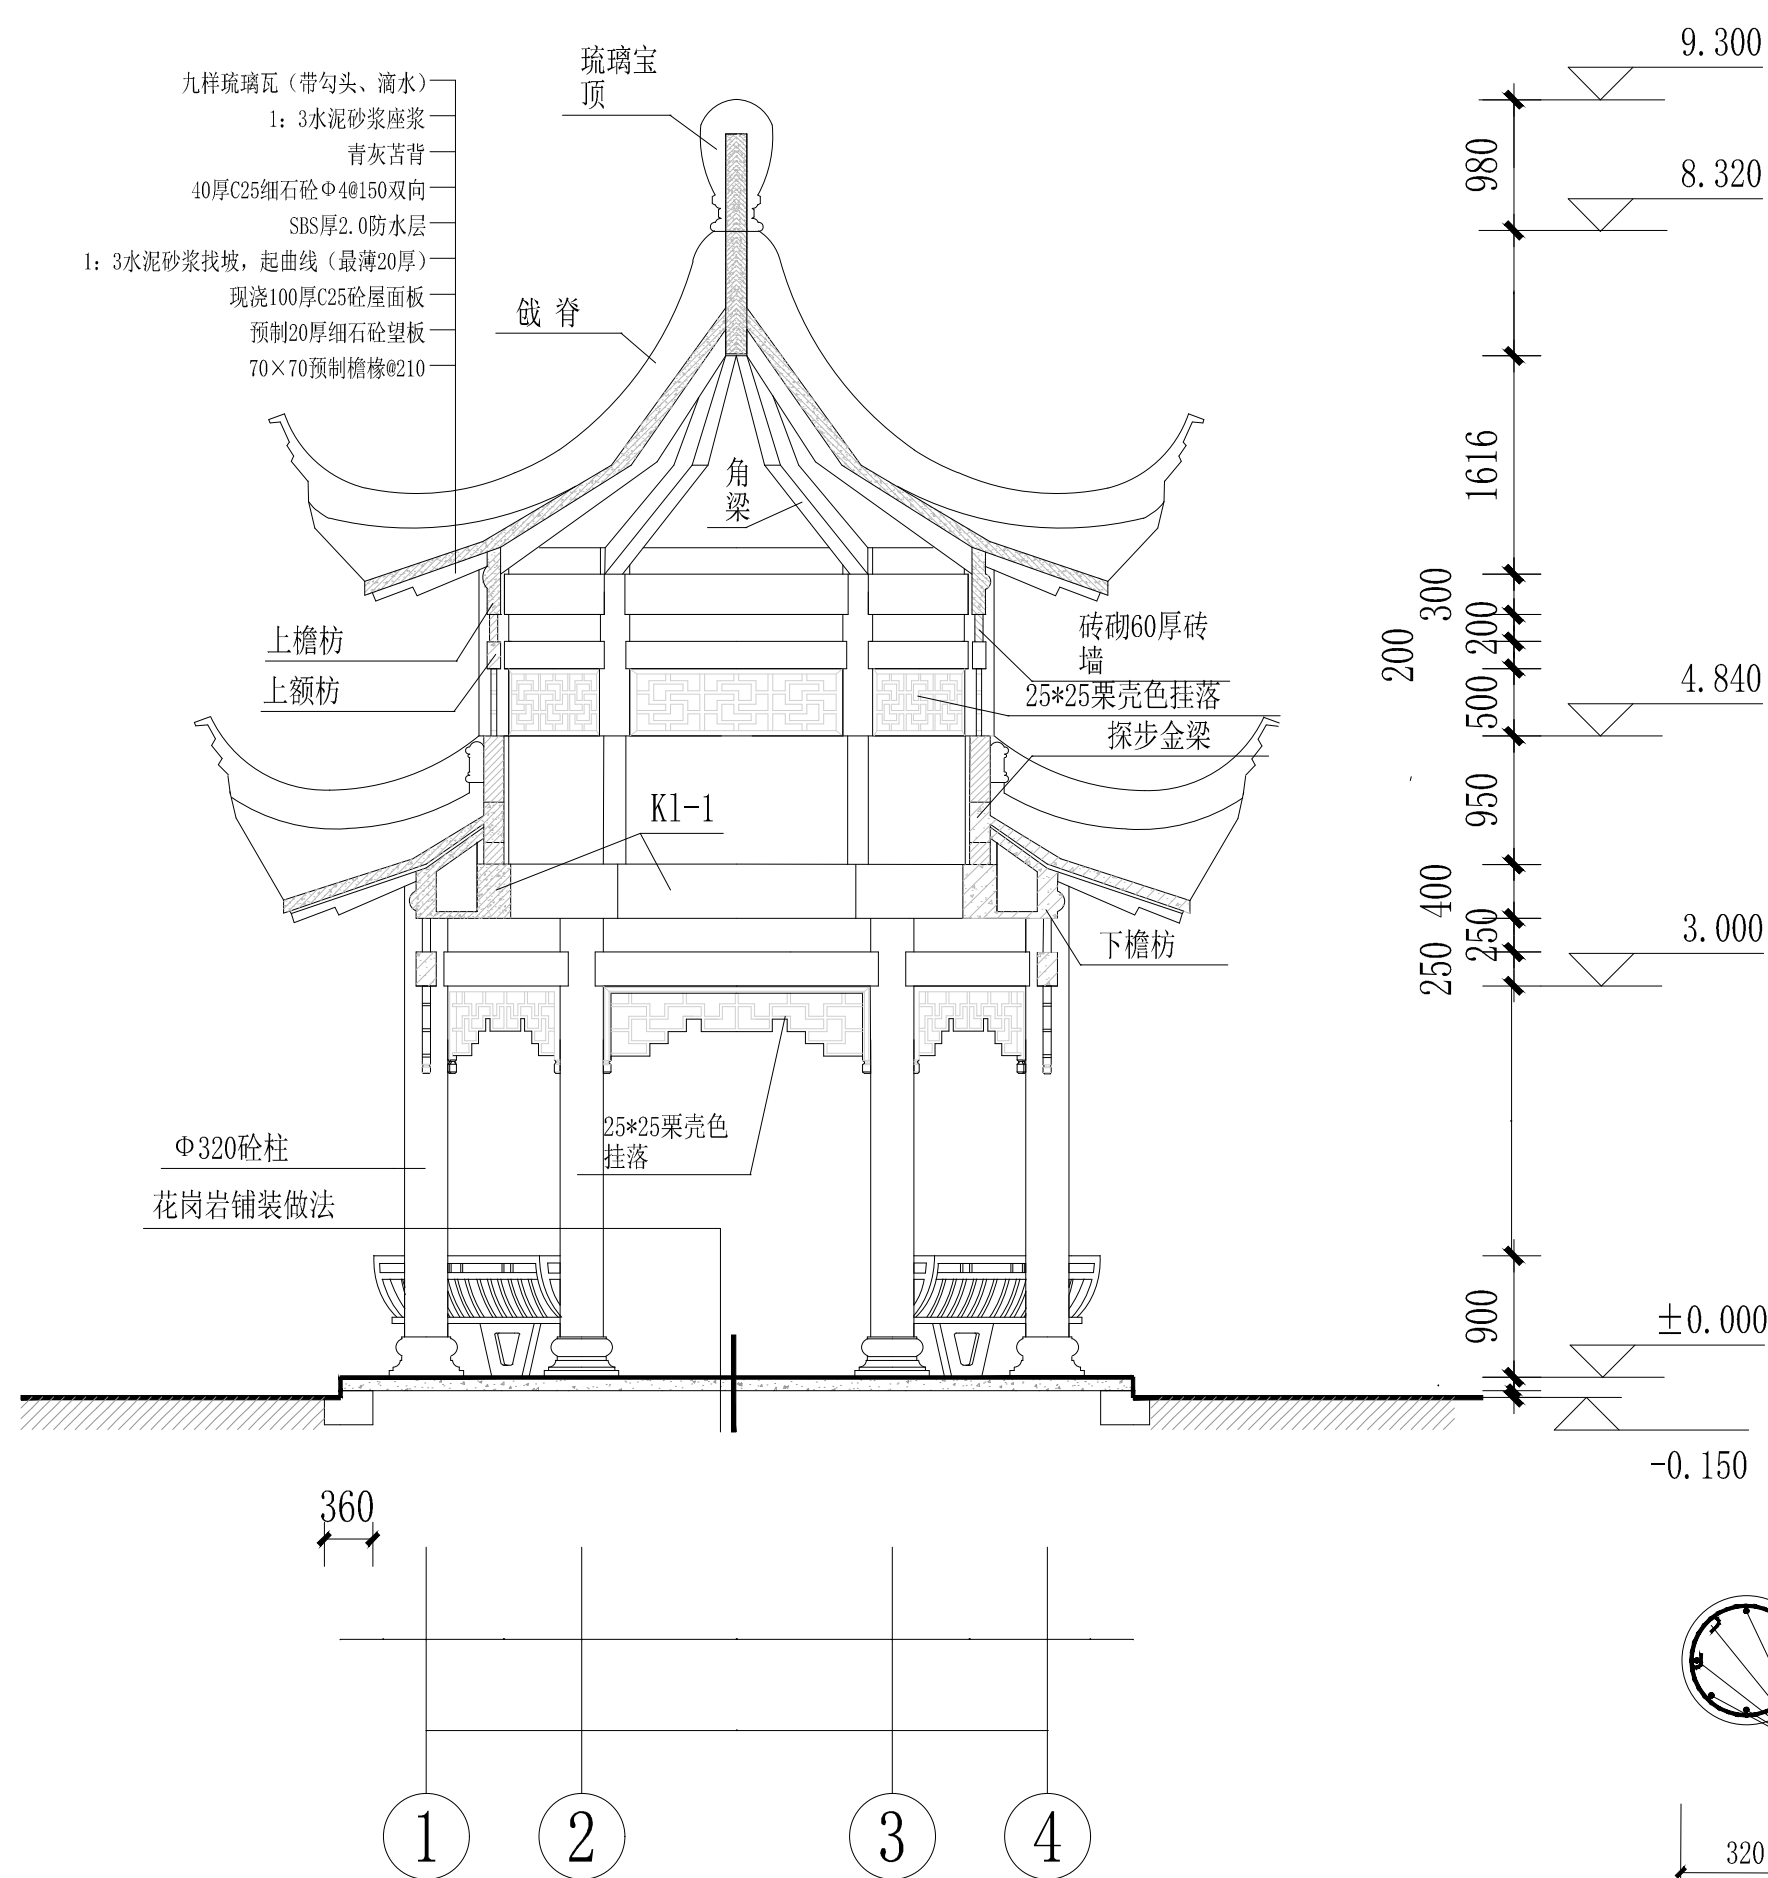 九样琉璃瓦（带勾头、滴水）
1：3水泥砂浆座浆
青灰苫背
40厚C25细石砼Φ4@150双向
SBS厚2.0防水层
1：3水泥砂浆找坡，起曲线（最薄20厚）
现浇100厚C25砼屋面板
预制20厚细石砼望板
70×70预制檐椽@210
琉璃宝
顶
戗 脊
角
梁
上檐枋
上额枋
砖砌60厚砖
墙
25*25栗壳色挂落
探步金梁
Kl-1
下檐枋
25*25栗壳色
挂落
Φ320砼柱
花岗岩铺装做法
9.300
980
8.320
1616
300
200
200
500
4.840
950
400
250
250
3.000
900
±0.000
-0.150
360
1
2
3
4
320